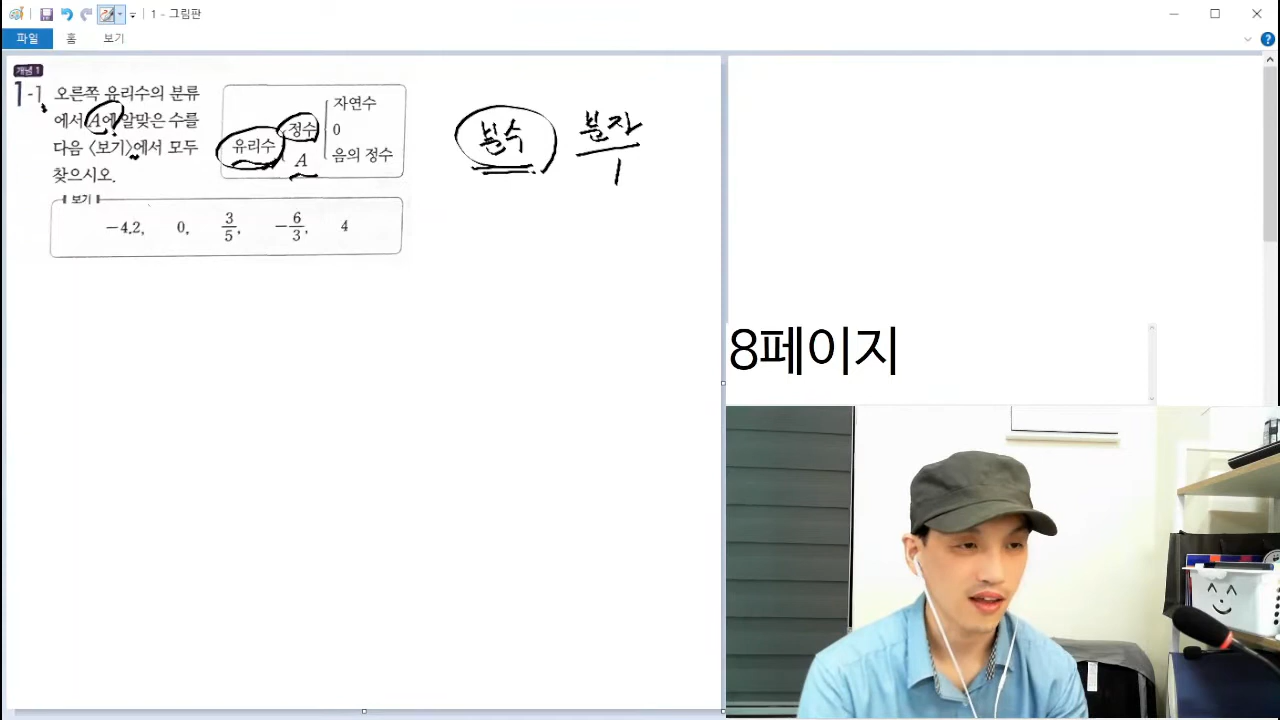 1 - 그림판
파일 홈 보기
개념 1
1-1 오른쪽 유리수의 분류
에서 A에 알맞은 수를
다음 〈보기〉에서 모두
찾으시오.
유리수
정수
A
자연수
0
음의 정수
보기
-4.2, 0, 3/5, -6/3, 4
분수
분자
1
8페이지